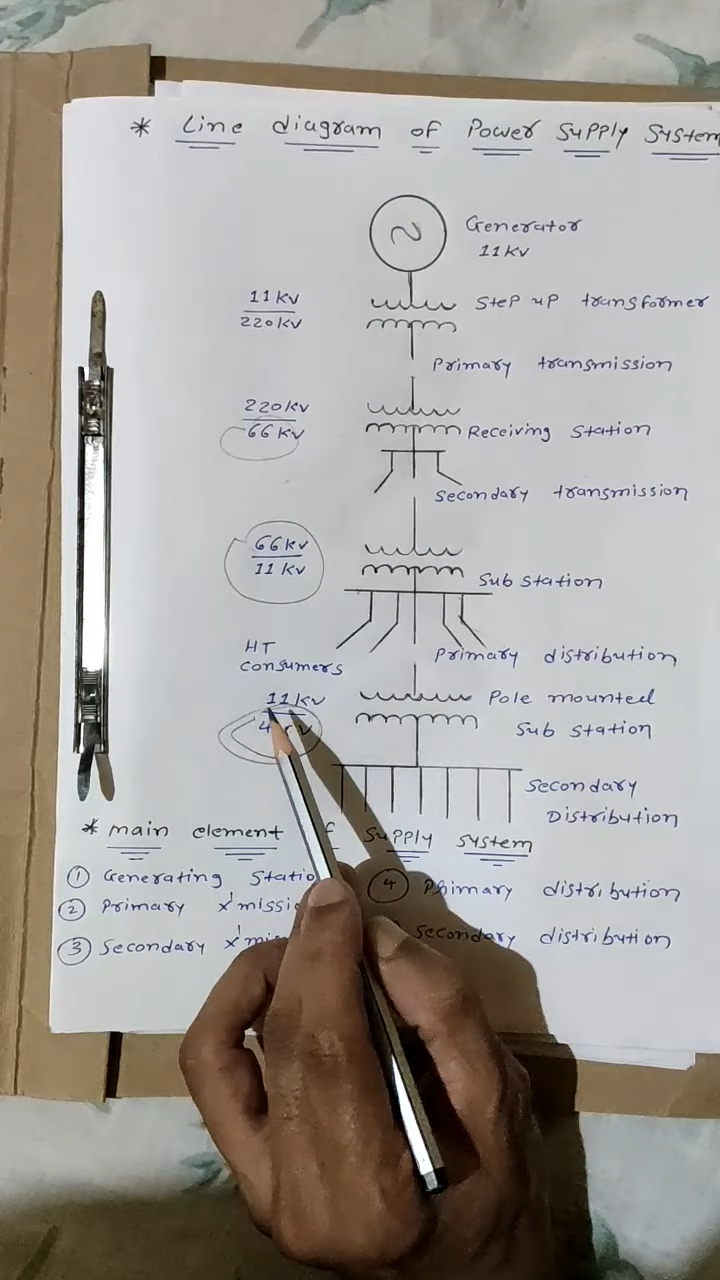 * Line diagram of Power Supply System
Generator
11kv
11kv
220kv
Step up transformer
Primary transmission
220kv
66kv
Receiving Station
Secondary transmission
66kv
11kv
Sub station
HT
consumers
Primary distribution
11kv
Pole mounted
Sub station
Secondary
Distribution
* main element Supply system
① Generating
④ Primary distribution
② Primary
③ Secondary
Secondary distribution